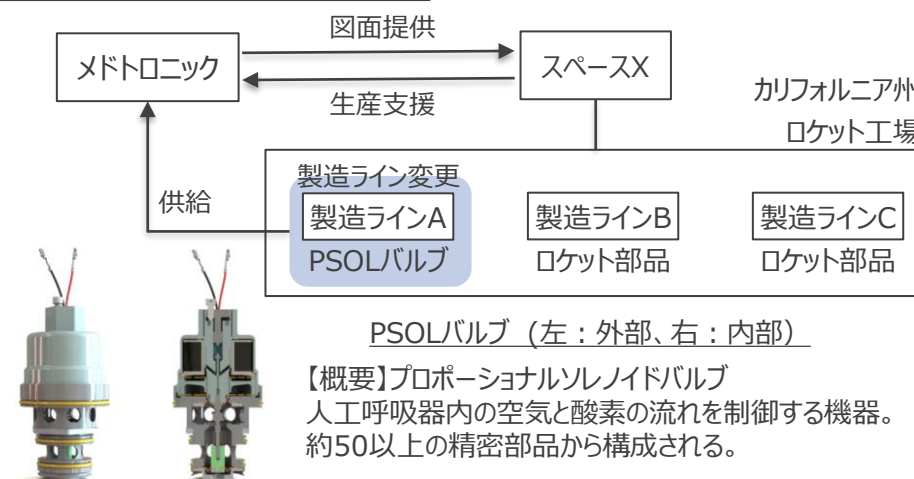 図面提供
メドトロニック
スペースX
生産支援
カリフォルニア州
ロケット工場
製造ライン変更
供給
製造ラインA
製造ラインB
製造ラインC
PSOLバルブ
ロケット部品
ロケット部品
PSOLバルブ (左：外部、右：内部）
【概要】プロポーショナルソレノイドバルブ
人工呼吸器内の空気と酸素の流れを制御する機器。
約50以上の精密部品から構成される。